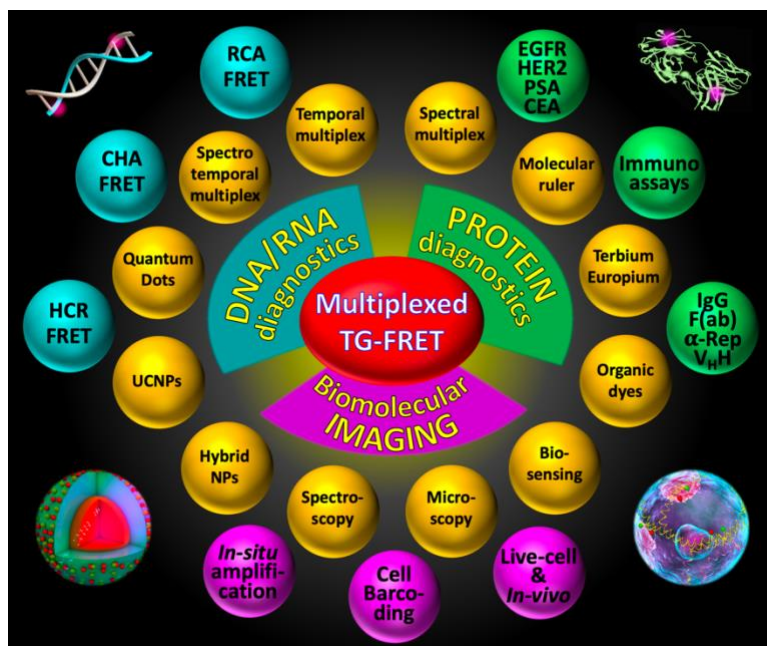 RCA
FRET
EGFR
HER2
PSA
CEA
Temporal
multiplex
Spectral
multiplex
CHA
FRET
Spectro
temporal
multiplex
Molecular
ruler
Immuno
assays
DNA/RNA
diagnostics
PROTEIN
diagnostics
Quantum
Dots
Terbium
Europium
HCR
FRET
Multiplexed
TG-FRET
IgG
F(ab)
α-Rep
VHH
UCNPs
Organic
dyes
Biomolecular
IMAGING
Hybrid
NPs
Bio-
sensing
Spectro-
scopy
Micro-
scopy
In-situ
amplifi-
cation
Cell
Barco-
ding
Live-cell
&
In-vivo